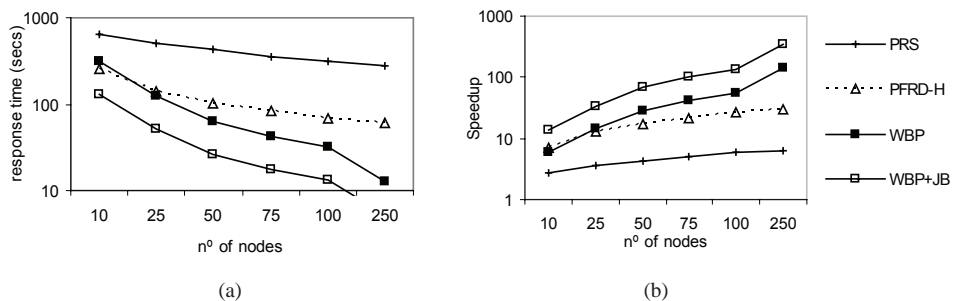 response time (secs)
1000
100
10
10 25 50 75 100 250
nº of nodes
(a)
Speedup
1000
100
10
1
10 25 50 75 100 250
nº of nodes
(b)
PRS
PFRD-H
WBP
WBP+JB